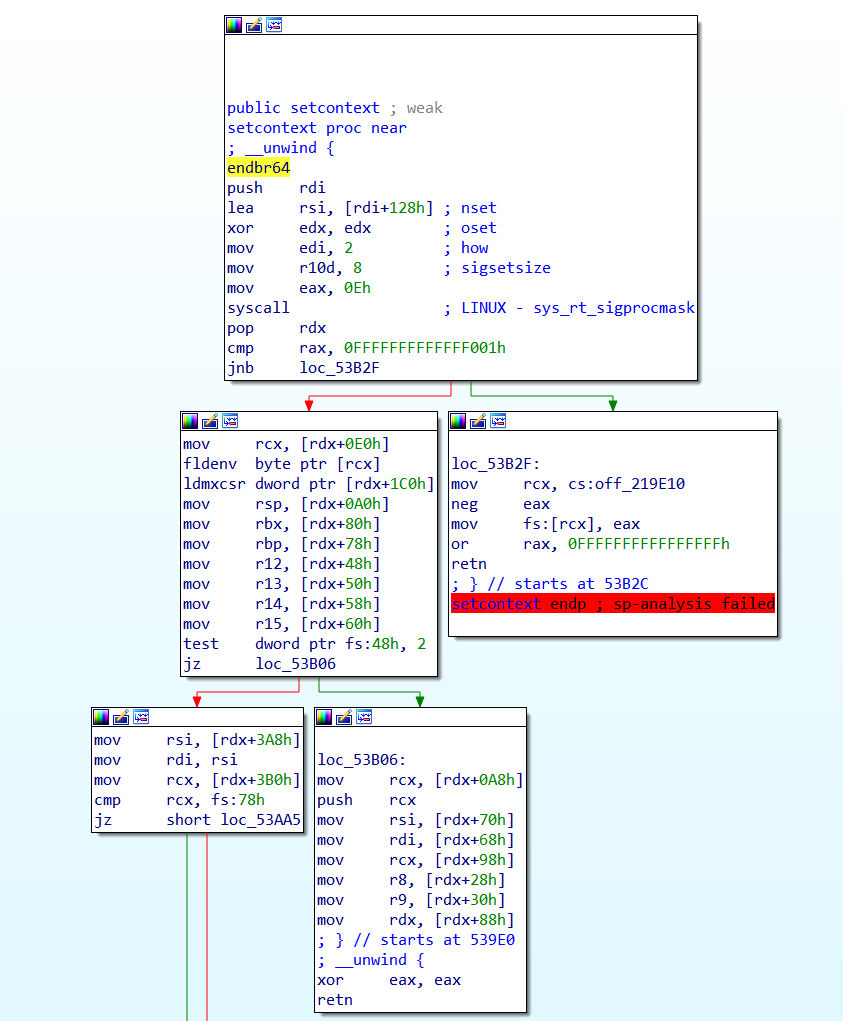 public setcontext ; weak
setcontext proc near
; __unwind {
endbr64
push rdi
lea rsi, [rdi+128h] ; nset
xor edx, edx ; oset
mov edi, 2 ; how
mov r10d, 8 ; sigsetsize
mov eax, 0Eh
syscall ; LINUX - sys_rt_sigprocmask
pop rdx
cmp rax, 0FFFFFFFFFFFFF001h
jnb loc_53B2F
mov rcx, [rdx+0E0h]
fldenv byte ptr [rcx]
ldmxcsr dword ptr [rdx+1C0h]
mov rsp, [rdx+0A0h]
mov rbx, [rdx+80h]
mov rbp, [rdx+78h]
mov r12, [rdx+48h]
mov r13, [rdx+50h]
mov r14, [rdx+58h]
mov r15, [rdx+60h]
test dword ptr fs:48h, 2
jz loc_53B06
loc_53B2F:
mov rcx, cs:off_219E10
neg eax
mov fs:[rcx], eax
or rax, 0FFFFFFFFFFFFFFFFh
retn
; } // starts at 53B2C
setcontext endp ; sp-analysis failed
mov rsi, [rdx+3A8h]
mov rdi, rsi
mov rcx, [rdx+3B0h]
cmp rcx, fs:78h
jz short loc_53AA5
loc_53B06:
mov rcx, [rdx+0A8h]
push rcx
mov rsi, [rdx+70h]
mov rdi, [rdx+68h]
mov rcx, [rdx+98h]
mov r8, [rdx+28h]
mov r9, [rdx+30h]
mov rdx, [rdx+88h]
; } // starts at 539E0
; __unwind {
xor eax, eax
retn